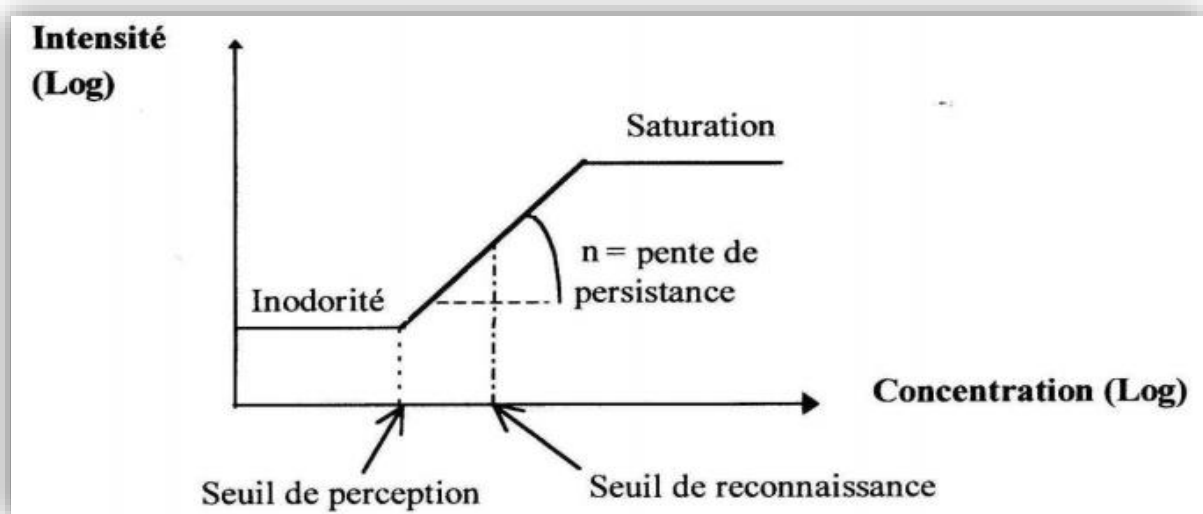 Intensité
(Log)
Saturation
n = pente de
persistance
Inodorité
Concentration (Log)
Seuil de perception
Seuil de reconnaissance